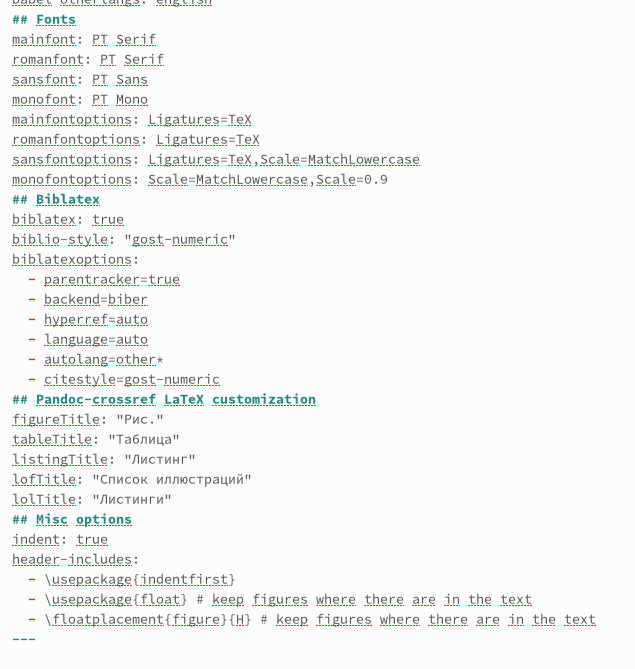 babel-otherlangs: english
## Fonts
mainfont: PT Serif
romanfont: PT Serif
sansfont: PT Sans
monofont: PT Mono
mainfontoptions: Ligatures=TeX
romanfontoptions: Ligatures=TeX
sansfontoptions: Ligatures=TeX,Scale=MatchLowercase
monofontoptions: Scale=MatchLowercase,Scale=0.9
## Biblatex
biblatex: true
biblio-style: "gost-numeric"
biblatexoptions:
  - parentracker=true
  - backend=biber
  - hyperref=auto
  - language=auto
  - autolang=other*
  - citestyle=gost-numeric
## Pandoc-crossref LaTeX customization
figureTitle: "Рис."
tableTitle: "Таблица"
listingTitle: "Листинг"
lofTitle: "Список иллюстраций"
lolTitle: "Листинги"
## Misc options
indent: true
header-includes:
  - \usepackage{indentfirst}
  - \usepackage{float} # keep figures where there are in the text
  - \floatplacement{figure}{H} # keep figures where there are in the text
---